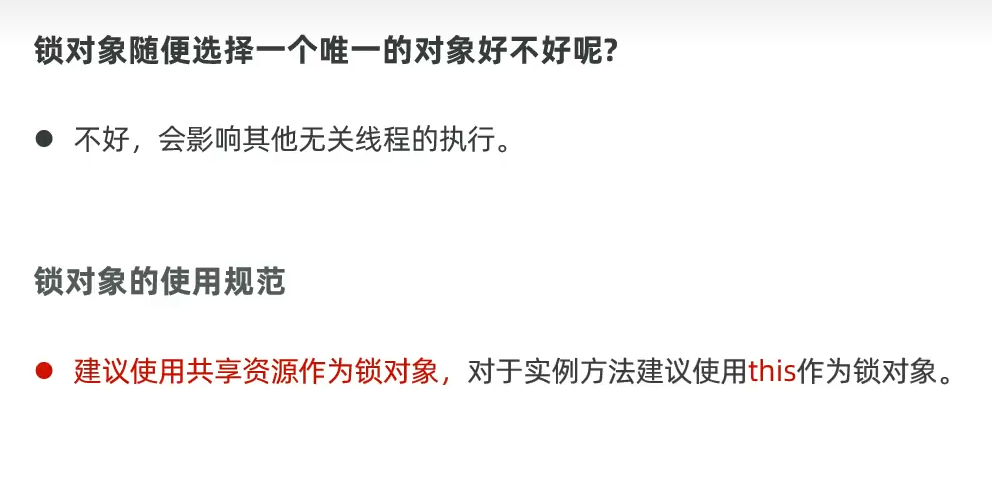 锁对象随便选择一个唯一的对象好不好呢?
● 不好，会影响其他无关线程的执行。
锁对象的使用规范
● 建议使用共享资源作为锁对象，对于实例方法建议使用this作为锁对象。